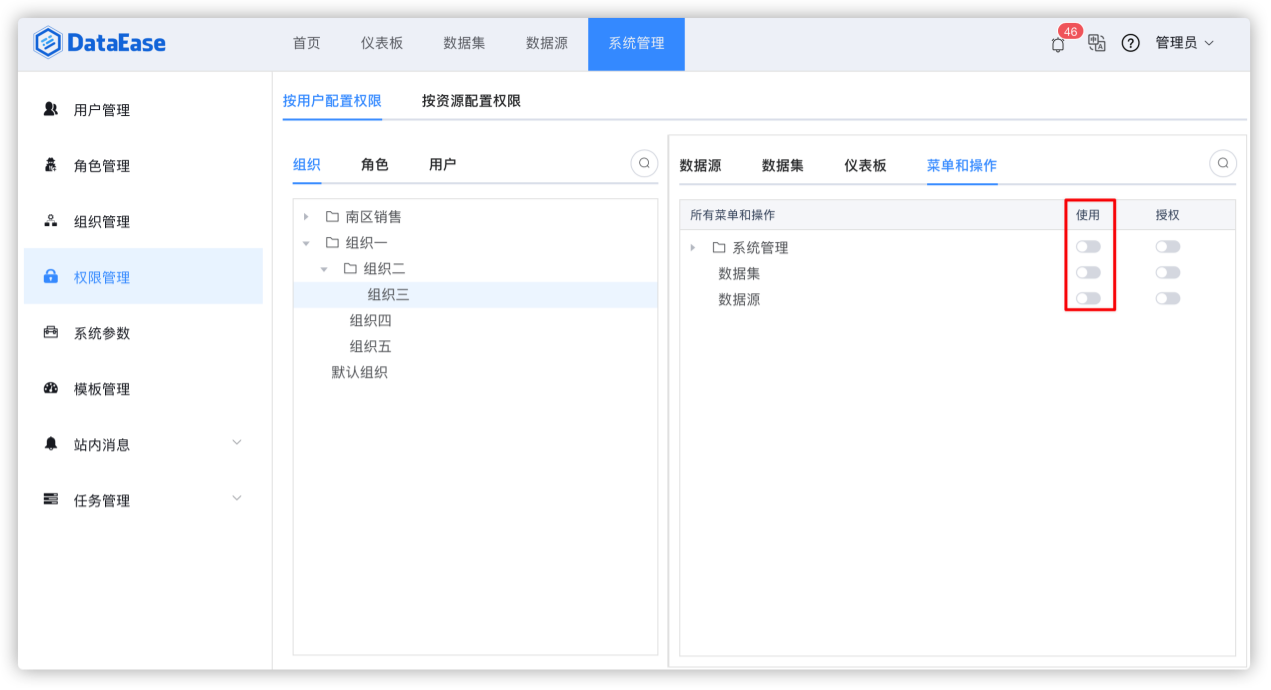 DataEase 首页 仪表板 数据集 数据源 系统管理 46 管理员
用户管理
角色管理
组织管理
权限管理
系统参数
模板管理
站内消息
任务管理
按用户配置权限 按资源配置权限
组织 角色 用户
南区销售
组织一
组织二
组织三
组织四
组织五
默认组织
数据源 数据集 仪表板 菜单和操作
所有菜单和操作 使用 授权
系统管理
数据集
数据源